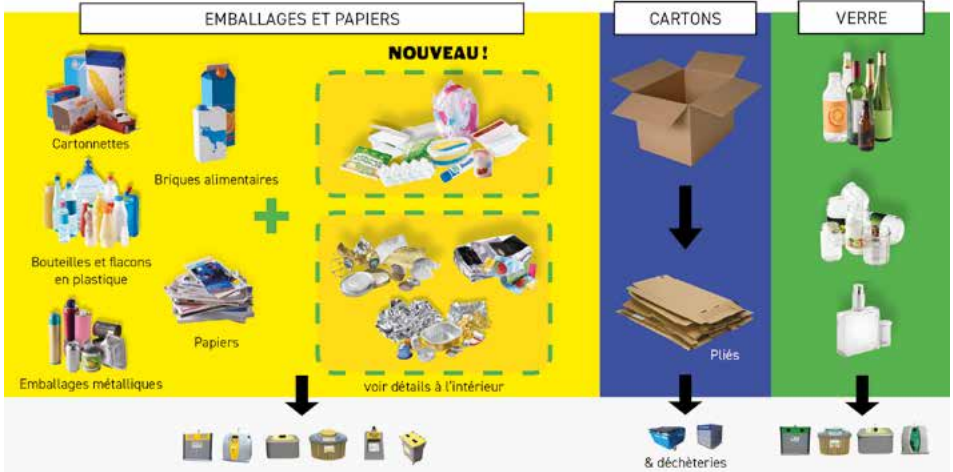 EMBALLAGES ET PAPIERS
CARTONS
VERRE
NOUVEAU !
Cartonnettes
Briques alimentaires
Bouteilles et flacons
en plastique
Papiers
Emballages métalliques
voir détails à l'intérieur
Pliés
& déchèteries